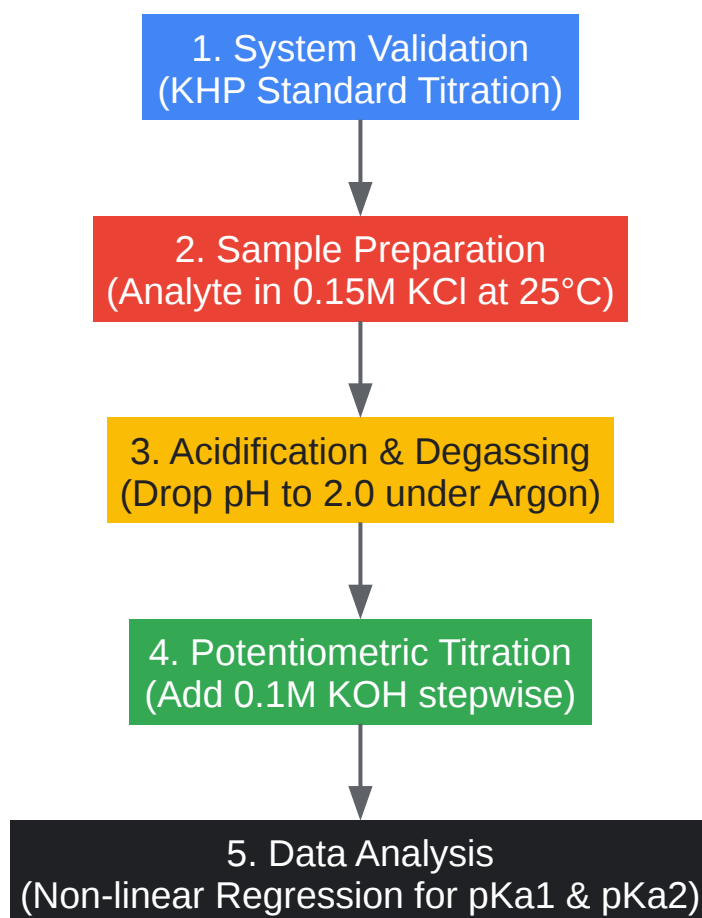 1. System Validation
(KHP Standard Titration)
2. Sample Preparation
(Analyte in 0.15M KCl at 25°C)
3. Acidification & Degassing
(Drop pH to 2.0 under Argon)
4. Potentiometric Titration
(Add 0.1M KOH stepwise)
5. Data Analysis
(Non-linear Regression for pKa1 & pKa2)